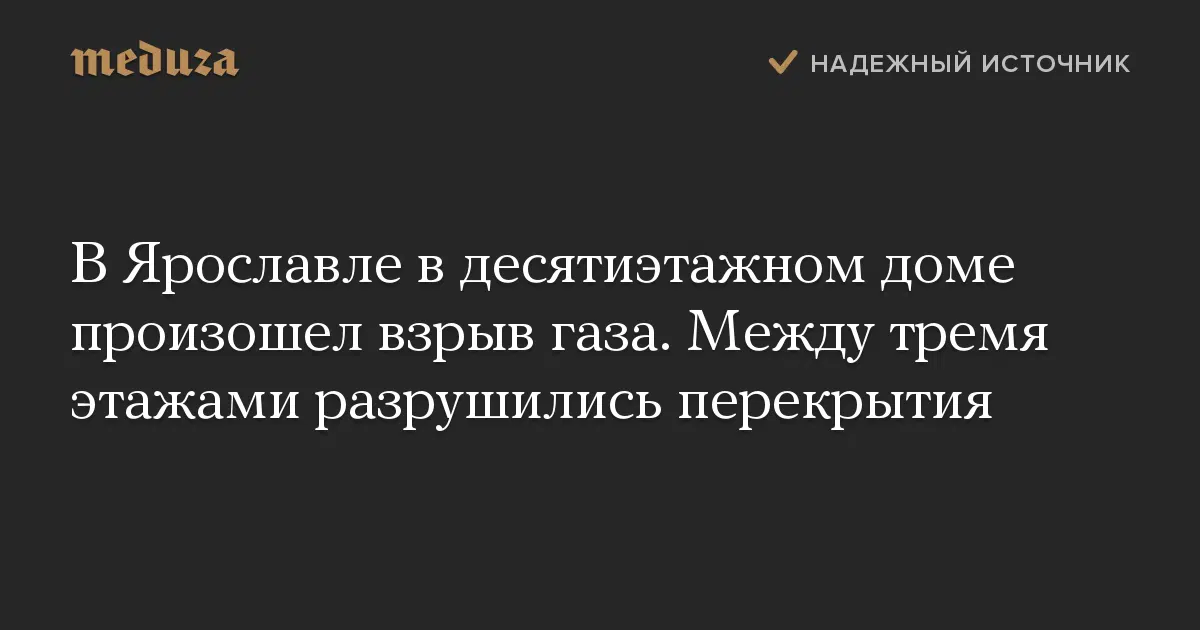 meduza
НАДЕЖНЫЙ ИСТОЧНИК
В Ярославле в десятиэтажном доме
произошел взрыв газа. Между тремя
этажами разрушились перекрытия